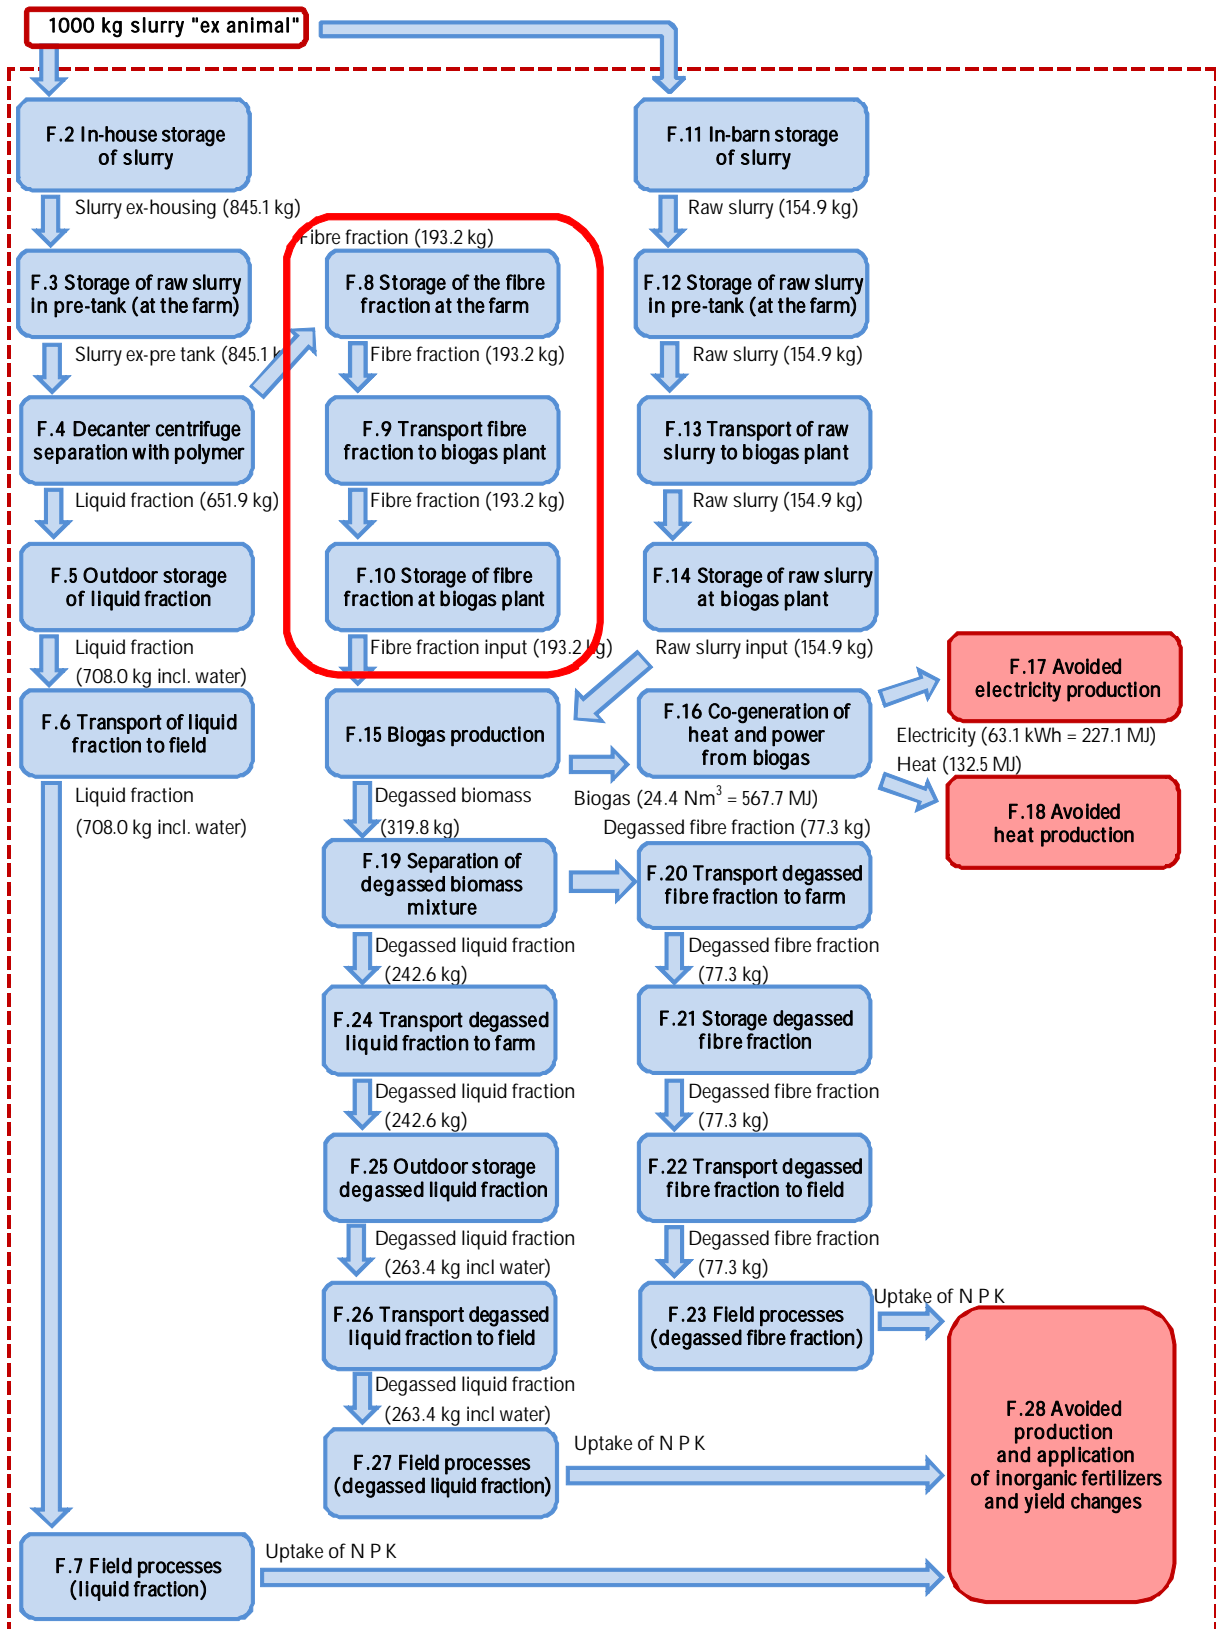 1000 kg slurry "ex animal"
F.2 In-house storage
of slurry
F.11 In-barn storage
of slurry
Slurry ex-housing (845.1 kg)
Raw slurry (154.9 kg)
Fibre fraction (193.2 kg)
F.3 Storage of raw slurry
in pre-tank (at the farm)
F.8 Storage of the fibre
fraction at the farm
F.12 Storage of raw slurry
in pre-tank (at the farm)
Slurry ex-pre tank (845.1 k
Fibre fraction (193.2 kg)
Raw slurry (154.9 kg)
F.4 Decanter centrifuge
separation with polymer
F.9 Transport fibre
fraction to biogas plant
F.13 Transport of raw
slurry to biogas plant
Liquid fraction (651.9 kg)
Fibre fraction (193.2 kg)
Raw slurry (154.9 kg)
F.5 Outdoor storage
of liquid fraction
F.10 Storage of fibre
fraction at biogas plant
F.14 Storage of raw slurry
at biogas plant
Liquid fraction
(708.0 kg incl. water)
Fibre fraction input (193.2 kg)
Raw slurry input (154.9 kg)
F.6 Transport of liquid
fraction to field
F.15 Biogas production
F.16 Co-generation of
heat and power
from biogas
F.17 Avoided
electricity production
Electricity (63.1 kWh = 227.1 MJ)
Heat (132.5 MJ)
F.18 Avoided
heat production
Liquid fraction
(708.0 kg incl. water)
Degassed biomass
(319.8 kg)
Biogas (24.4 Nm³ = 567.7 MJ)
Degassed fibre fraction (77.3 kg)
F.19 Separation of
degassed biomass
mixture
F.20 Transport degassed
fibre fraction to farm
Degassed liquid fraction
(242.6 kg)
Degassed fibre fraction
(77.3 kg)
F.24 Transport degassed
liquid fraction to farm
F.21 Storage degassed
fibre fraction
Degassed liquid fraction
(242.6 kg)
Degassed fibre fraction
(77.3 kg)
F.25 Outdoor storage
degassed liquid fraction
F.22 Transport degassed
fibre fraction to field
Degassed liquid fraction
(263.4 kg incl water)
Degassed fibre fraction
(77.3 kg)
F.26 Transport degassed
liquid fraction to field
F.23 Field processes
(degassed fibre fraction)
Uptake of N P K
Degassed liquid fraction
(263.4 kg incl water)
F.27 Field processes
(degassed liquid fraction)
Uptake of N P K
F.28 Avoided
production
and application
of inorganic fertilizers
and yield changes
F.7 Field processes
(liquid fraction)
Uptake of N P K